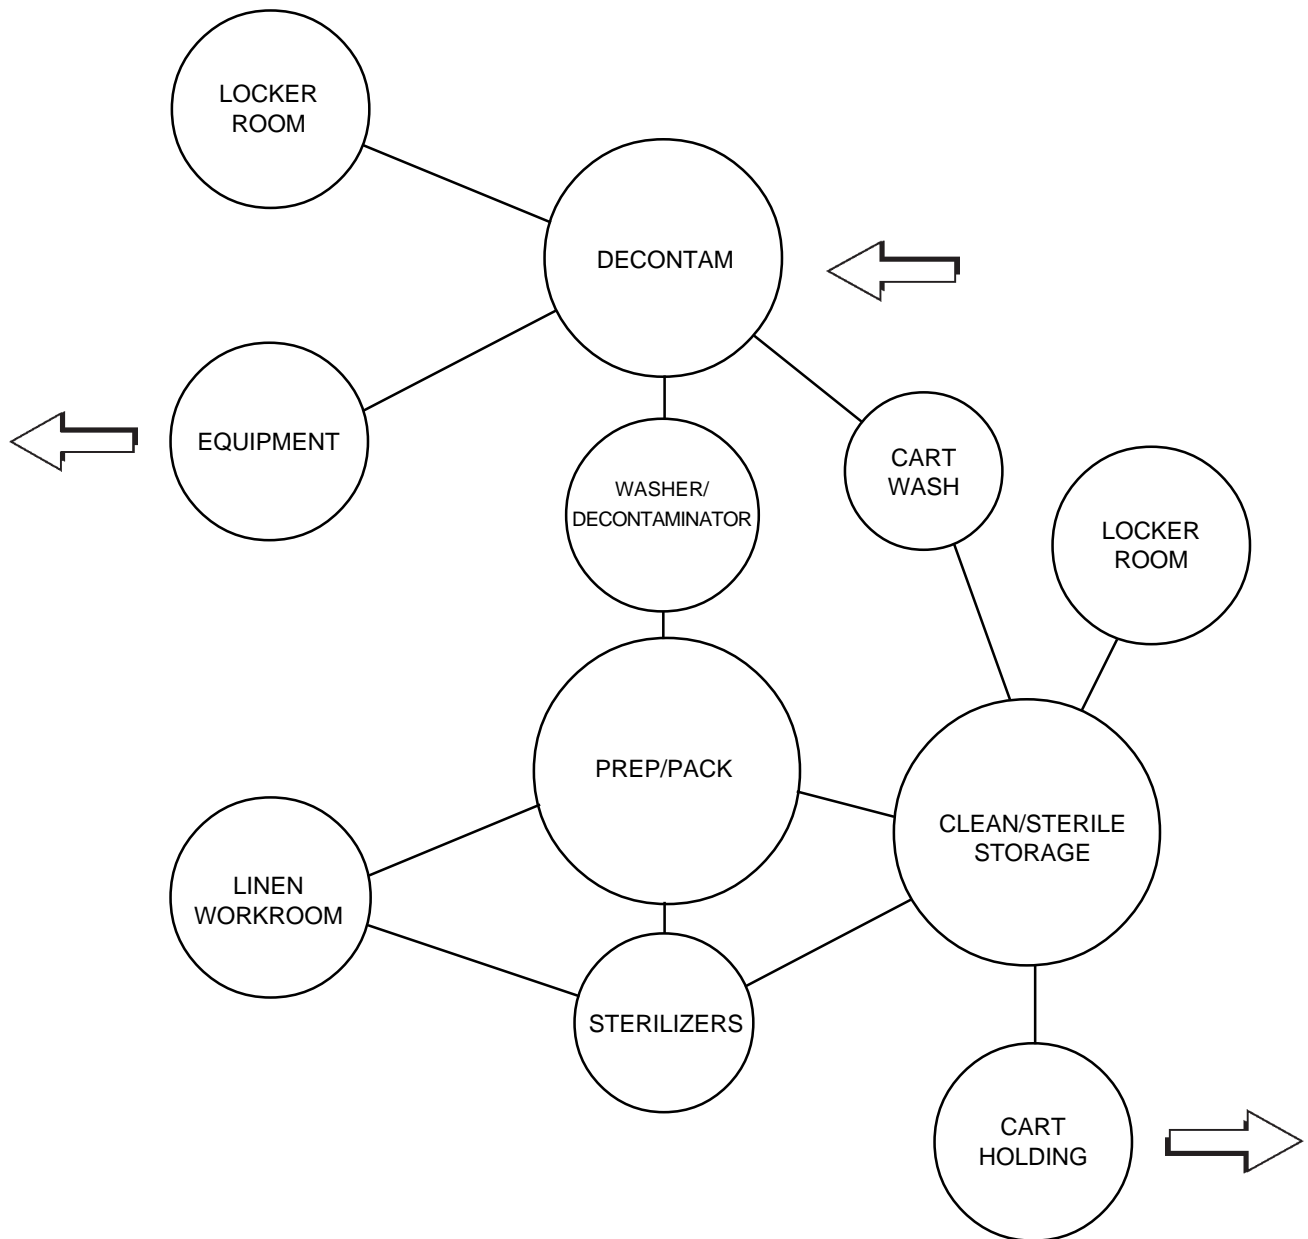 LOCKER
ROOM
DECONTAM
EQUIPMENT
WASHER/
DECONTAMINATOR
CART
WASH
LOCKER
ROOM
PREP/PACK
CLEAN/STERILE
STORAGE
LINEN
WORKROOM
STERILIZERS
CART
HOLDING